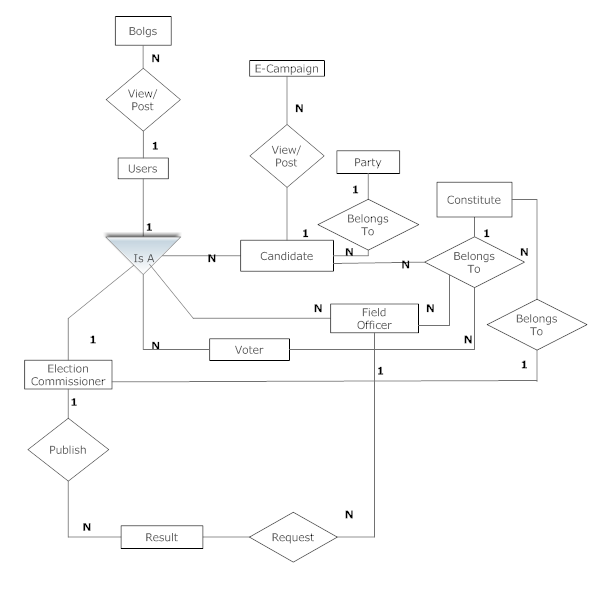 Bolgs
N
E-Campaign
View/
Post
N
1
View/
Post
Party
Users
1
Constitute
1
Belongs
To
1
1
Is A
N
Candidate
N
N
Belongs
To
N
N
Field
Officer
N
Belongs
To
1
N
Voter
N
Election
Commissioner
1
1
1
Publish
N
N
Result
Request